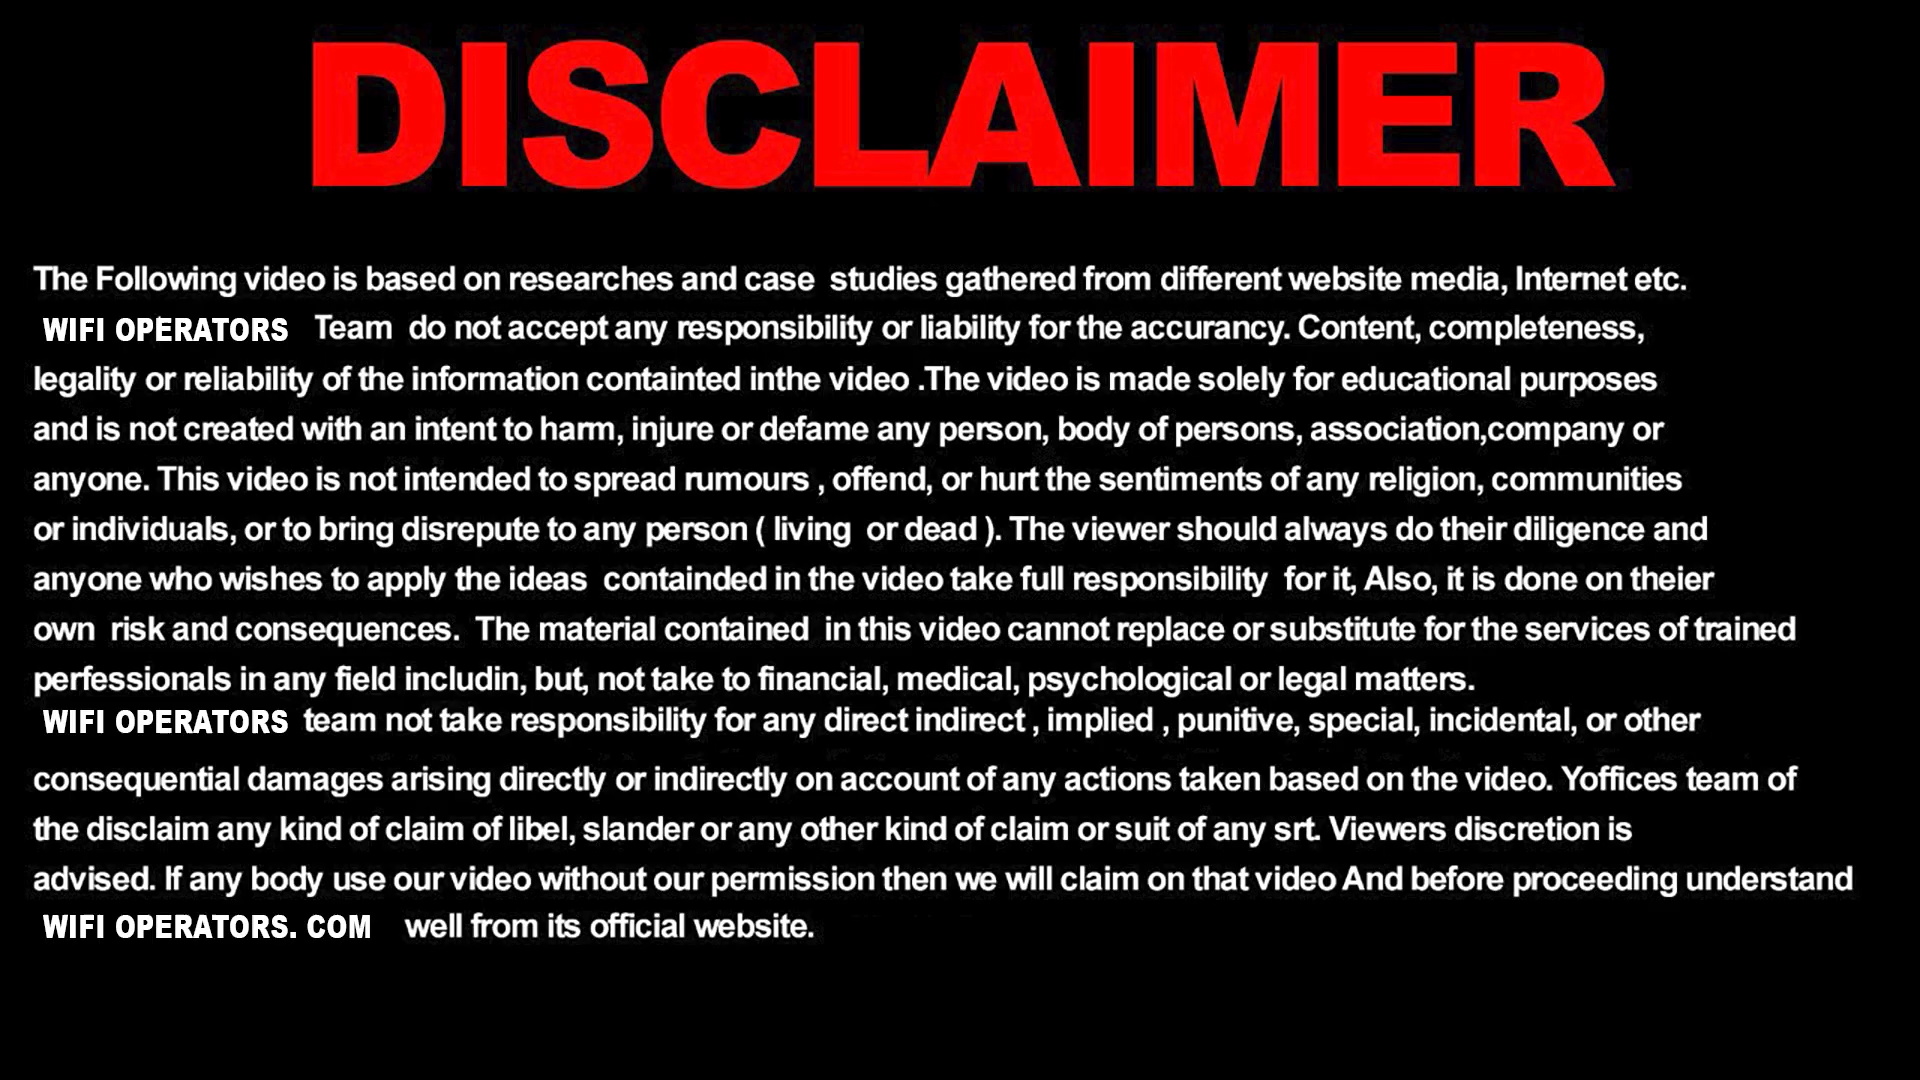 DISCLAIMER
The Following video is based on researches and case studies gathered from different website media, Internet etc.
WIFI OPERATORS Team do not accept any responsibility or liability for the accurancy. Content, completeness,
legality or reliability of the information containted inthe video .The video is made solely for educational purposes
and is not created with an intent to harm, injure or defame any person, body of persons, association,company or
anyone. This video is not intended to spread rumours , offend, or hurt the sentiments of any religion, communities
or individuals, or to bring disrepute to any person ( living or dead ). The viewer should always do their diligence and
anyone who wishes to apply the ideas containded in the video take full responsibility for it, Also, it is done on theier
own risk and consequences. The material contained in this video cannot replace or substitute for the services of trained
perfessionals in any field includin, but, not take to financial, medical, psychological or legal matters.
WIFI OPERATORS team not take responsibility for any direct indirect , implied , punitive, special, incidental, or other
consequential damages arising directly or indirectly on account of any actions taken based on the video. Yoffices team of
the disclaim any kind of claim of libel, slander or any other kind of claim or suit of any srt. Viewers discretion is
advised. If any body use our video without our permission then we will claim on that video And before proceeding understand
WIFI OPERATORS. COM well from its official website.